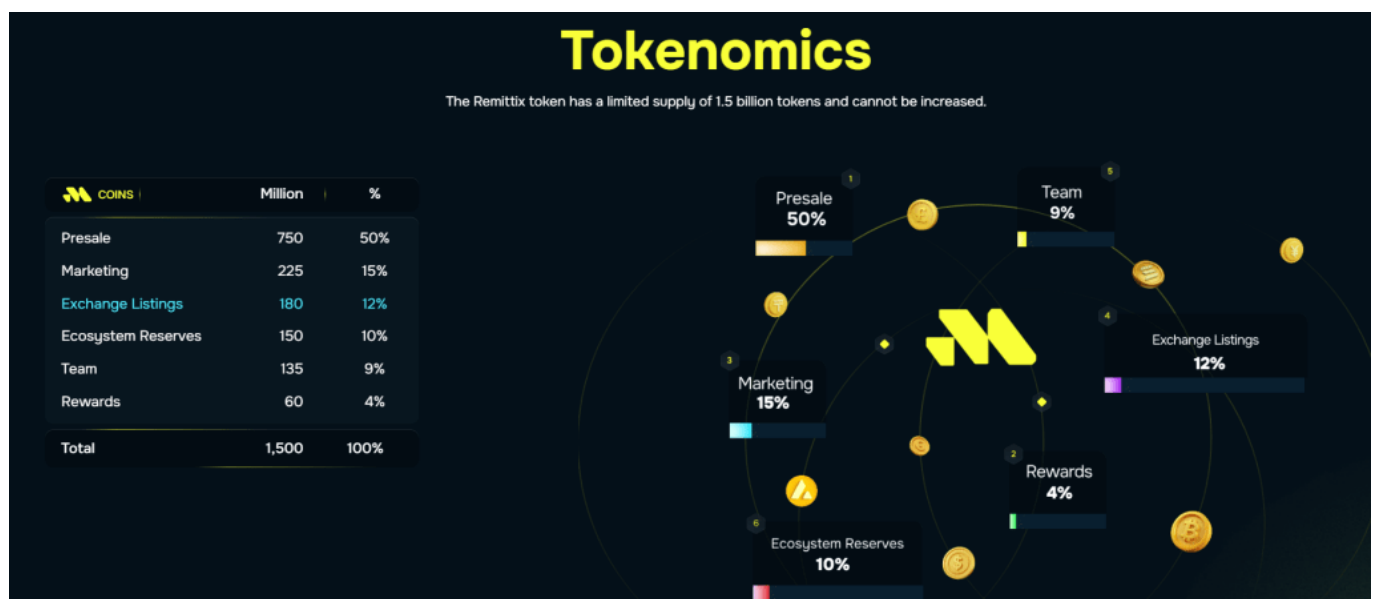 Tokenomics
The Remittix token has a limited supply of 1.5 billion tokens and cannot be increased.
COINS Million %
Presale 750 50%
Marketing 225 15%
Exchange Listings 180 12%
Ecosystem Reserves 150 10%
Team 135 9%
Rewards 60 4%
Total 1,500 100%
1
Presale
50%
5
Team
9%
4
Exchange Listings
12%
3
Marketing
15%
2
Rewards
4%
6
Ecosystem Reserves
10%